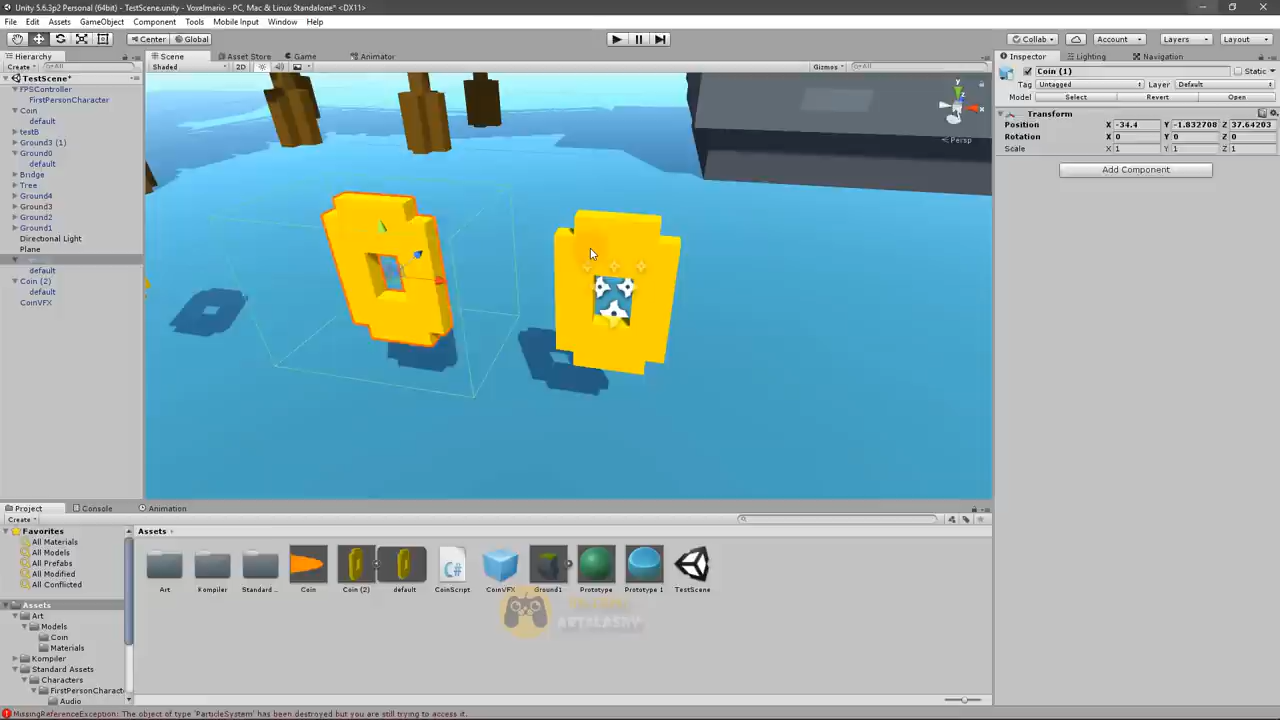 Unity 5.6.3p2 Personal (64bit) - TestScene.unity - Voxelmario - PC, Mac & Linux Standalone* <DX11>
File Edit Assets GameObject Component Tools Mobile Input Window Help
Center Global Collab Account Layers Layout
Hierarchy Scene Asset Store Game Animator Inspector Lighting Navigation
Create All Shaded 2D Gizmos All
TestScene*
FPSController
FirstPersonCharacter
Coin
default
testB
Ground3 (1)
Ground0
default
Bridge
Tree
Ground4
Ground3
Ground2
Ground1
Directional Light
Plane
default
Coin (2)
default
CoinVFX
y
x
Persp
Coin (1) Static
Tag Untagged Layer Default
Model Select Revert Open
Transform
Position X -34.4 Y -1.832708 Z 37.64203
Rotation X 0 Y 0 Z 0
Scale X 1 Y 1 Z 1
Add Component
Project Console Animation
Create
Favorites
All Materials
All Models
All Prefabs
All Modified
All Conflicted
Assets
Art
Models
Coin
Materials
Kompiler
Standard Assets
Characters
FirstPersonCharact
Audio
Assets
Art Kompiler Standard ... Coin Coin (2) default CoinScript CoinVFX Ground1 Prototype Prototype 1 TestScene
MissingReferenceException: The object of type 'ParticleSystem' has been destroyed but you are still trying to access it.